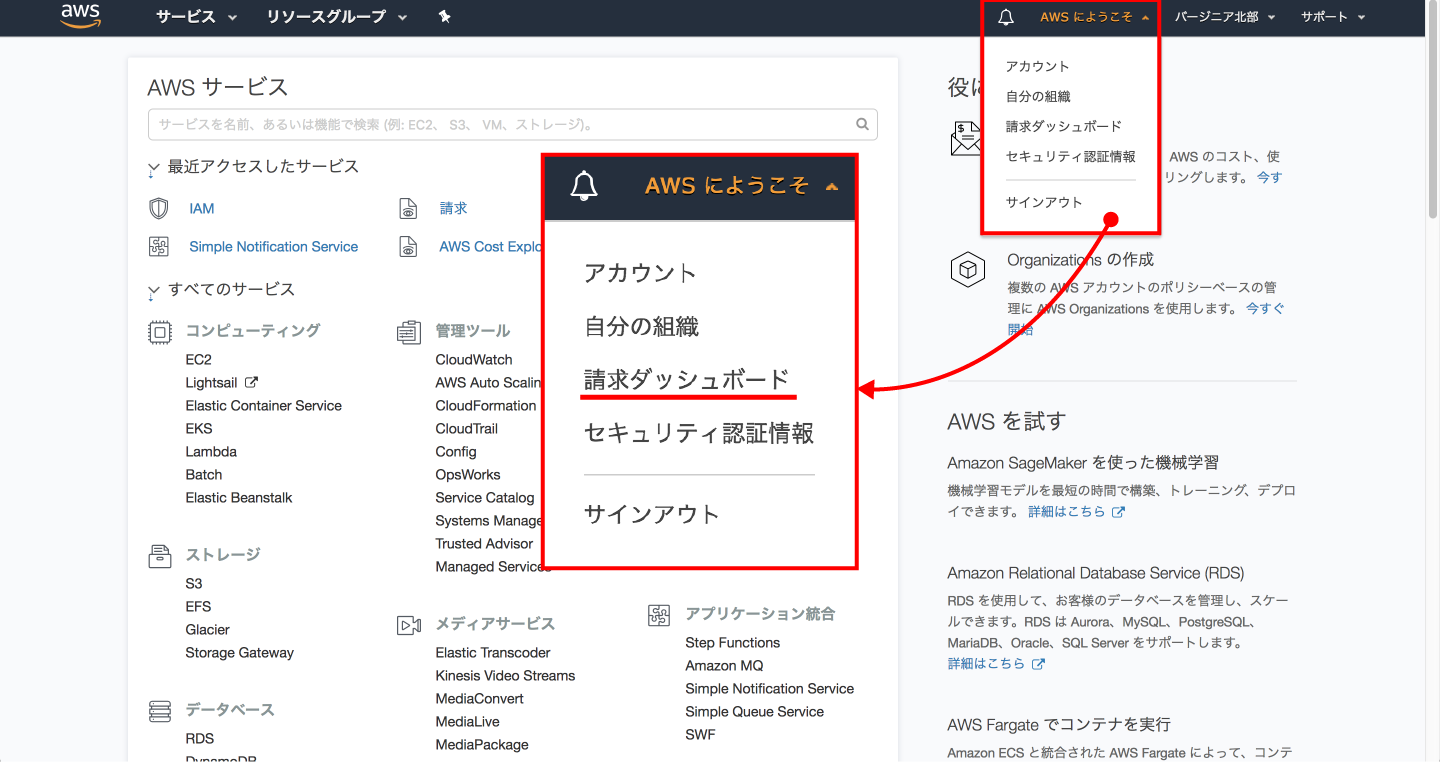 aws
サービス
リソースグループ
AWS にようこそ
バージニア北部
サポート
アカウント
自分の組織
請求ダッシュボード
セキュリティ認証情報
サインアウト
AWS サービス
サービスを名前、あるいは機能で検索 (例: EC2、 S3、 VM、ストレージ)。
最近アクセスしたサービス
IAM
請求
Simple Notification Service
AWS Cost Explo
すべてのサービス
コンピューティング
EC2
Lightsail
Elastic Container Service
EKS
Lambda
Batch
Elastic Beanstalk
ストレージ
S3
EFS
Glacier
Storage Gateway
データベース
RDS
DynamoDB
管理ツール
CloudWatch
AWS Auto Scalin
CloudFormation
CloudTrail
Config
OpsWorks
Service Catalog
Systems Manage
Trusted Advisor
Managed Services
メディアサービス
Elastic Transcoder
Kinesis Video Streams
MediaConvert
MediaLive
MediaPackage
AWS にようこそ
アカウント
自分の組織
請求ダッシュボード
セキュリティ認証情報
サインアウト
アプリケーション統合
Step Functions
Amazon MQ
Simple Notification Service
Simple Queue Service
SWF
役に
AWS のコスト、使
リングします。 今す
Organizations の作成
複数の AWS アカウントのポリシーベースの管
理に AWS Organizations を使用します。 今すぐ
開始
AWS を試す
Amazon SageMaker を使った機械学習
機械学習モデルを最短の時間で構築、トレーニング、デプロ
イできます。 詳細はこちら
Amazon Relational Database Service (RDS)
RDS を使用して、お客様のデータベースを管理し、スケー
ルできます。RDS は Aurora、MySQL、PostgreSQL、
MariaDB、Oracle、SQL Server をサポートします。
詳細はこちら
AWS Fargate でコンテナを実行
Amazon ECS と統合された AWS Fargate によって、コンテ